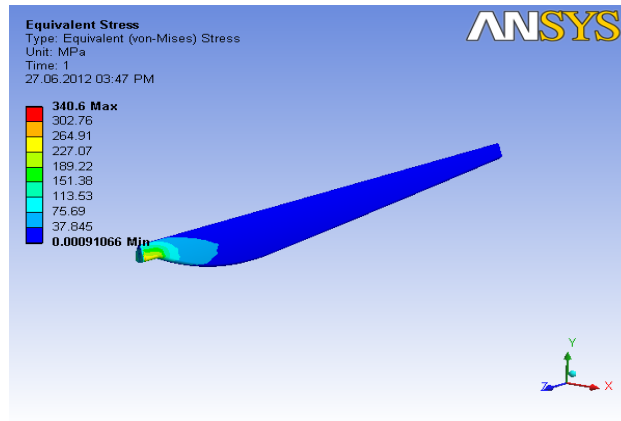 Equivalent Stress
Type: Equivalent (von-Mises) Stress
Unit: MPa
Time: 1
27.06.2012 03:47 PM
ANSYS
340.6 Max
302.76
264.91
227.07
189.22
151.38
113.53
75.69
37.845
0.00091066 Min
Y
Z
X